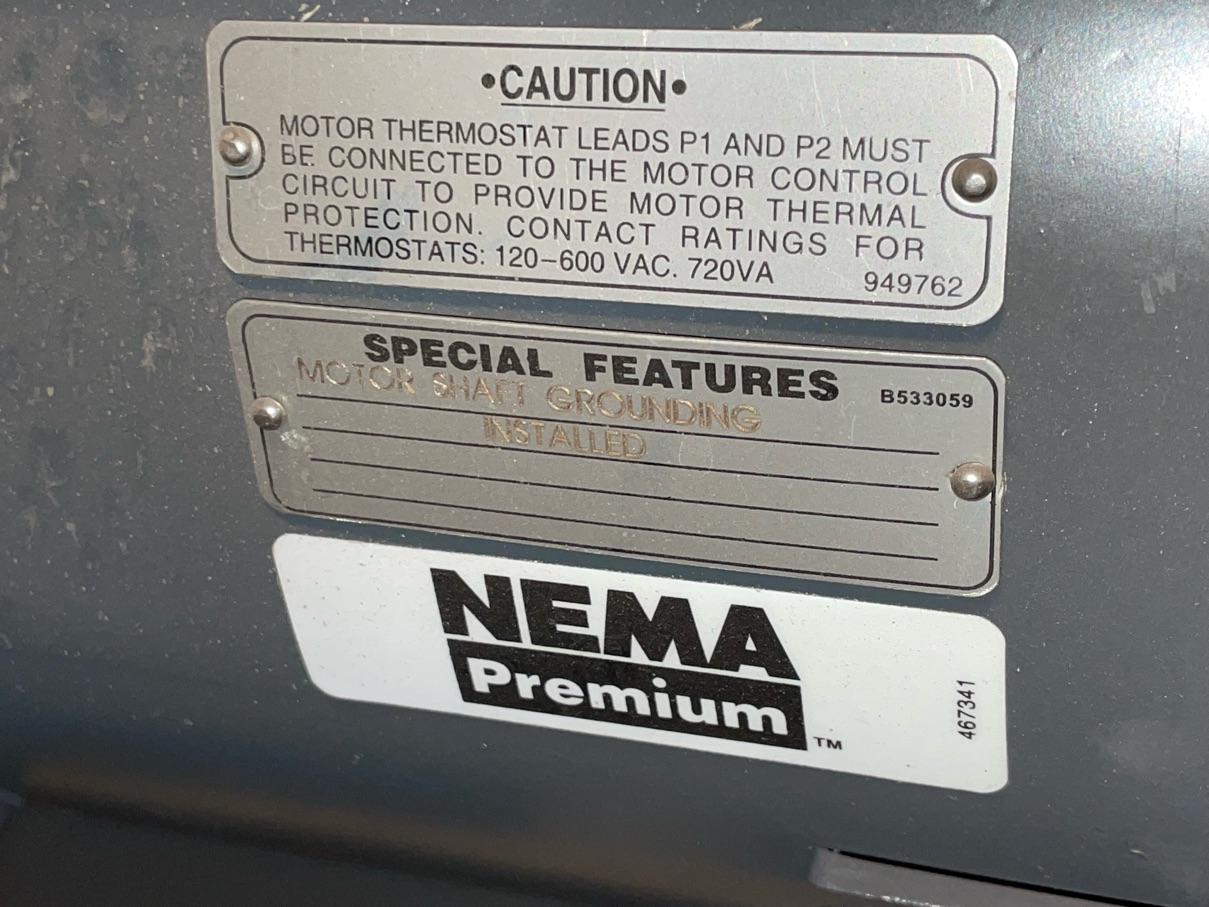 •CAUTION•
MOTOR THERMOSTAT LEADS P1 AND P2 MUST
BE CONNECTED TO THE MOTOR CONTROL
CIRCUIT TO PROVIDE MOTOR THERMAL
PROTECTION. CONTACT RATINGS FOR
THERMOSTATS: 120–600 VAC. 720VA
949762
SPECIAL FEATURES
B533059
MOTOR SHAFT GROUNDING
INSTALLED
NEMA
Premium
TM
467341